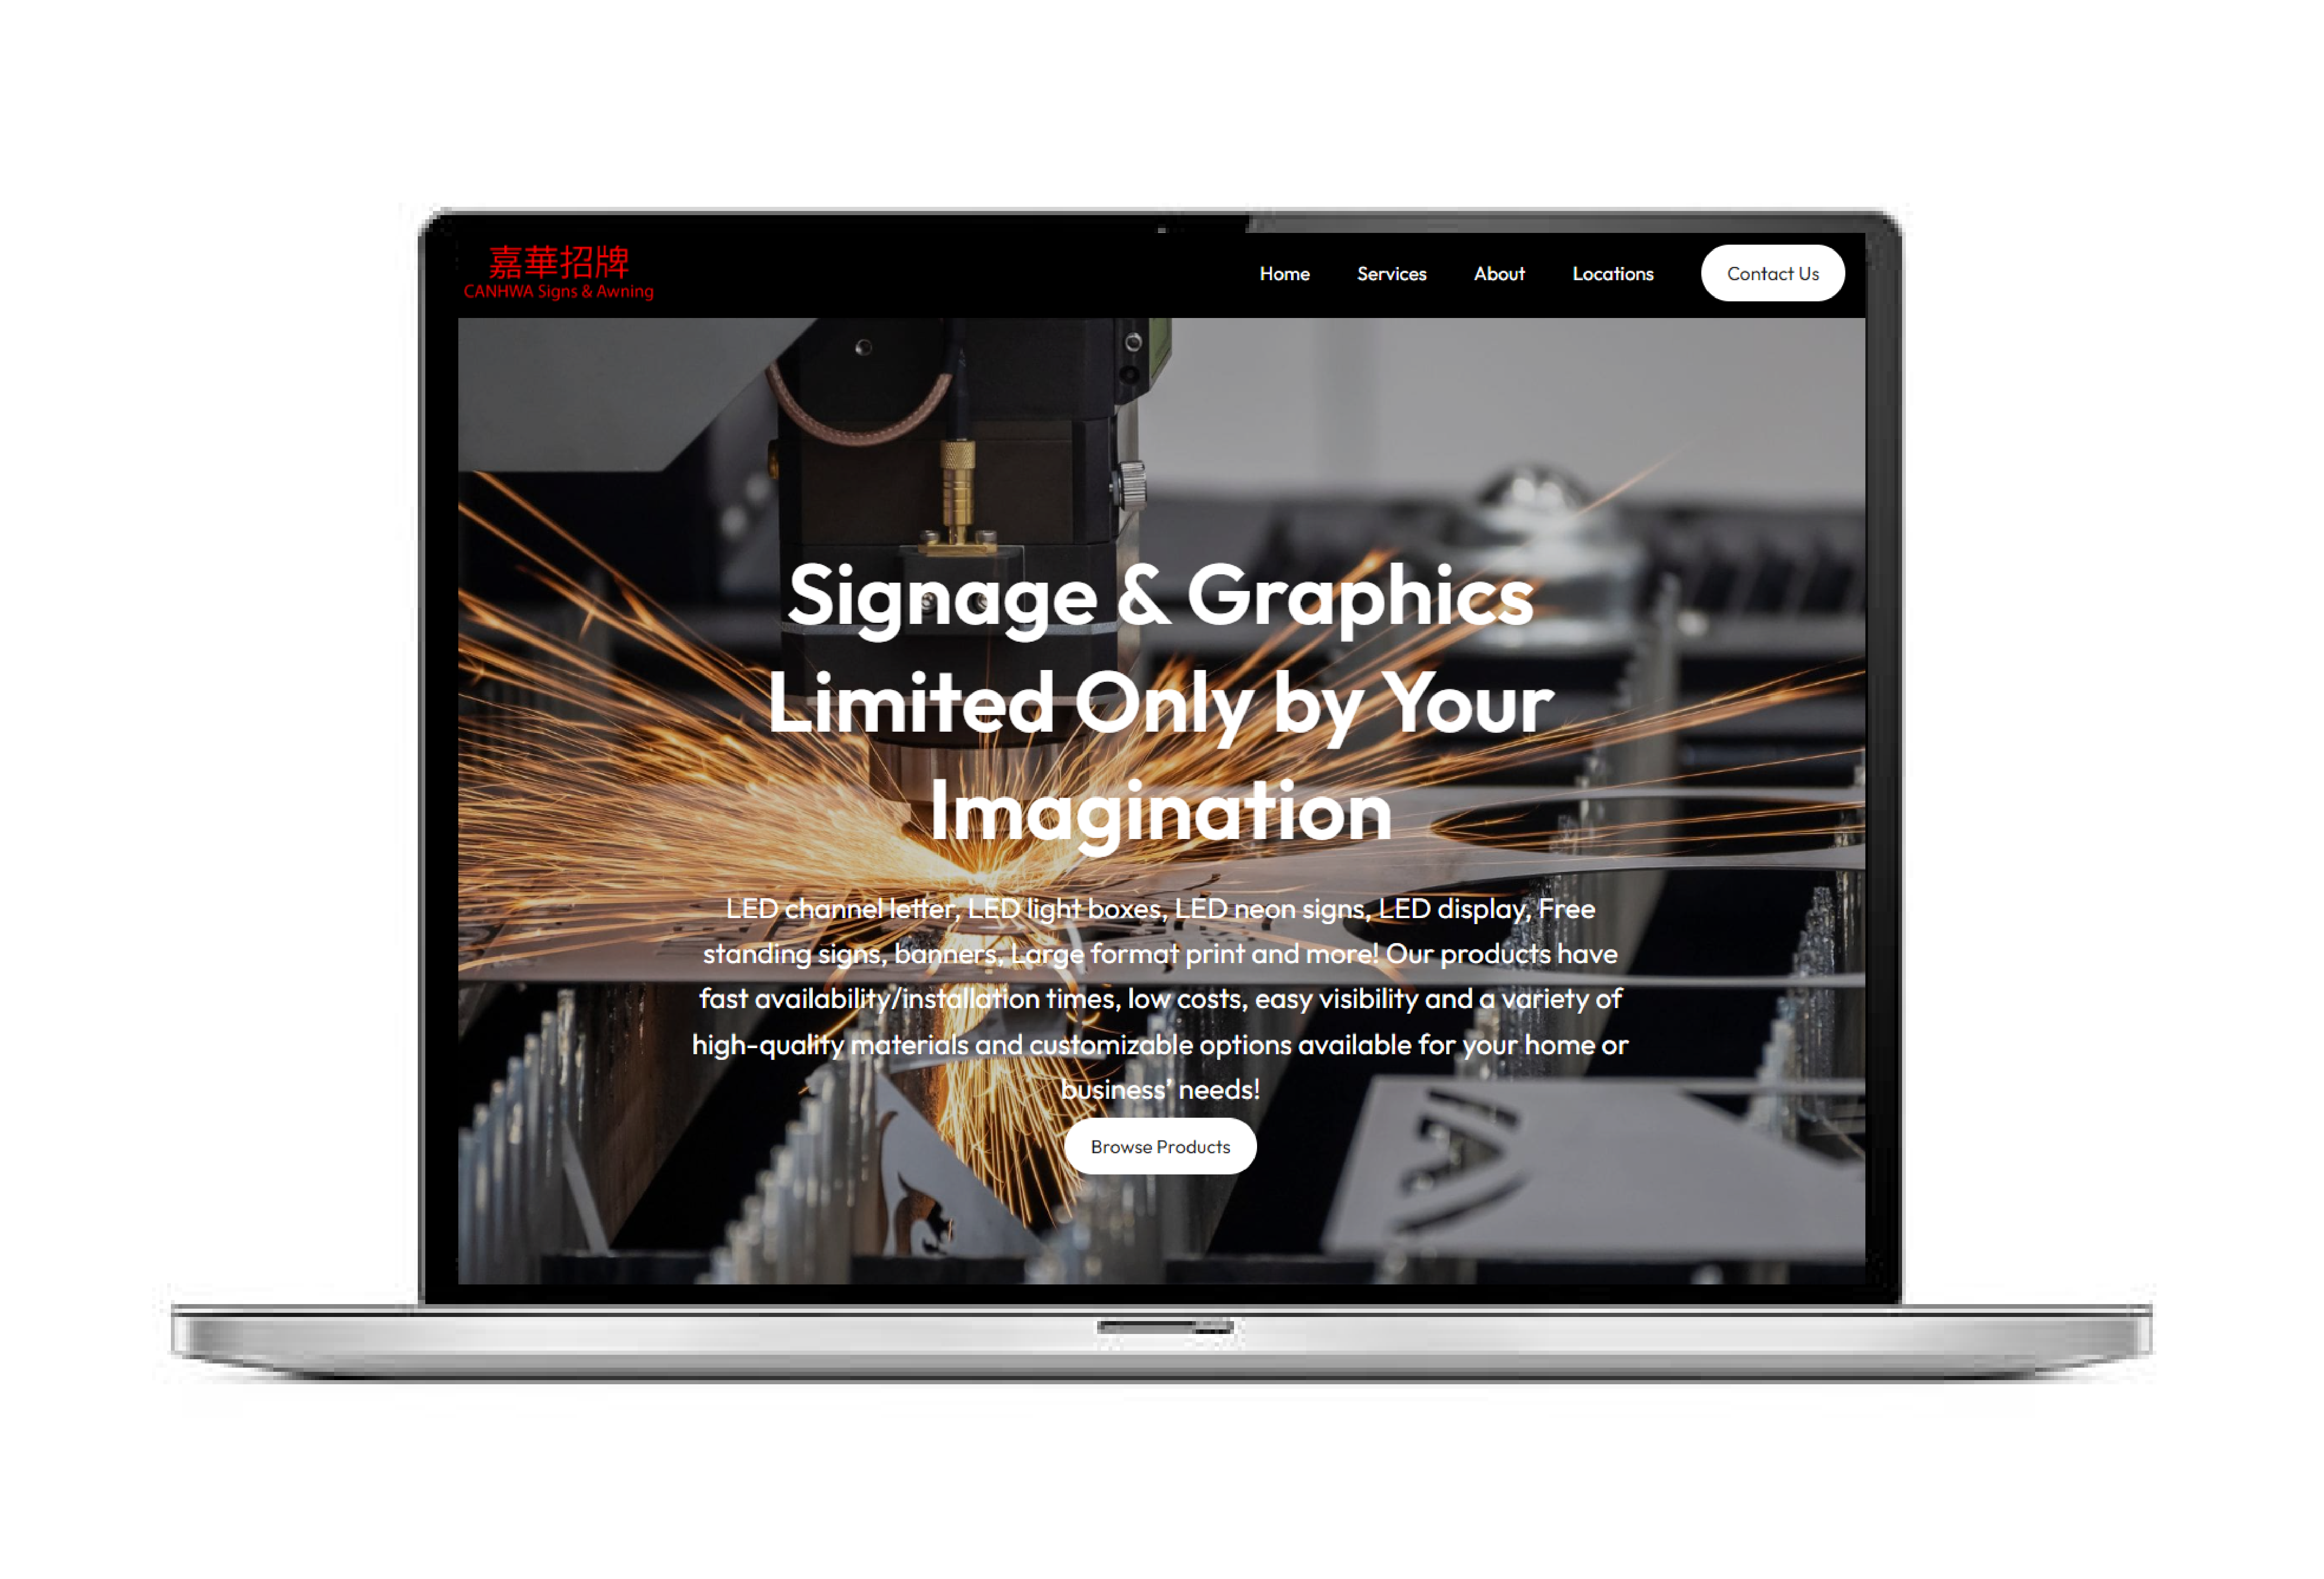 嘉華招牌
CANHWA Signs & Awning
Home Services About Locations Contact Us
Signage & Graphics
Limited Only by Your
Imagination
LED channel letter, LED light boxes, LED neon signs, LED display, Free
standing signs, banners, Large format print and more! Our products have
fast availability/installation times, low costs, easy visibility and a variety of
high-quality materials and customizable options available for your home or
business’ needs!
Browse Products